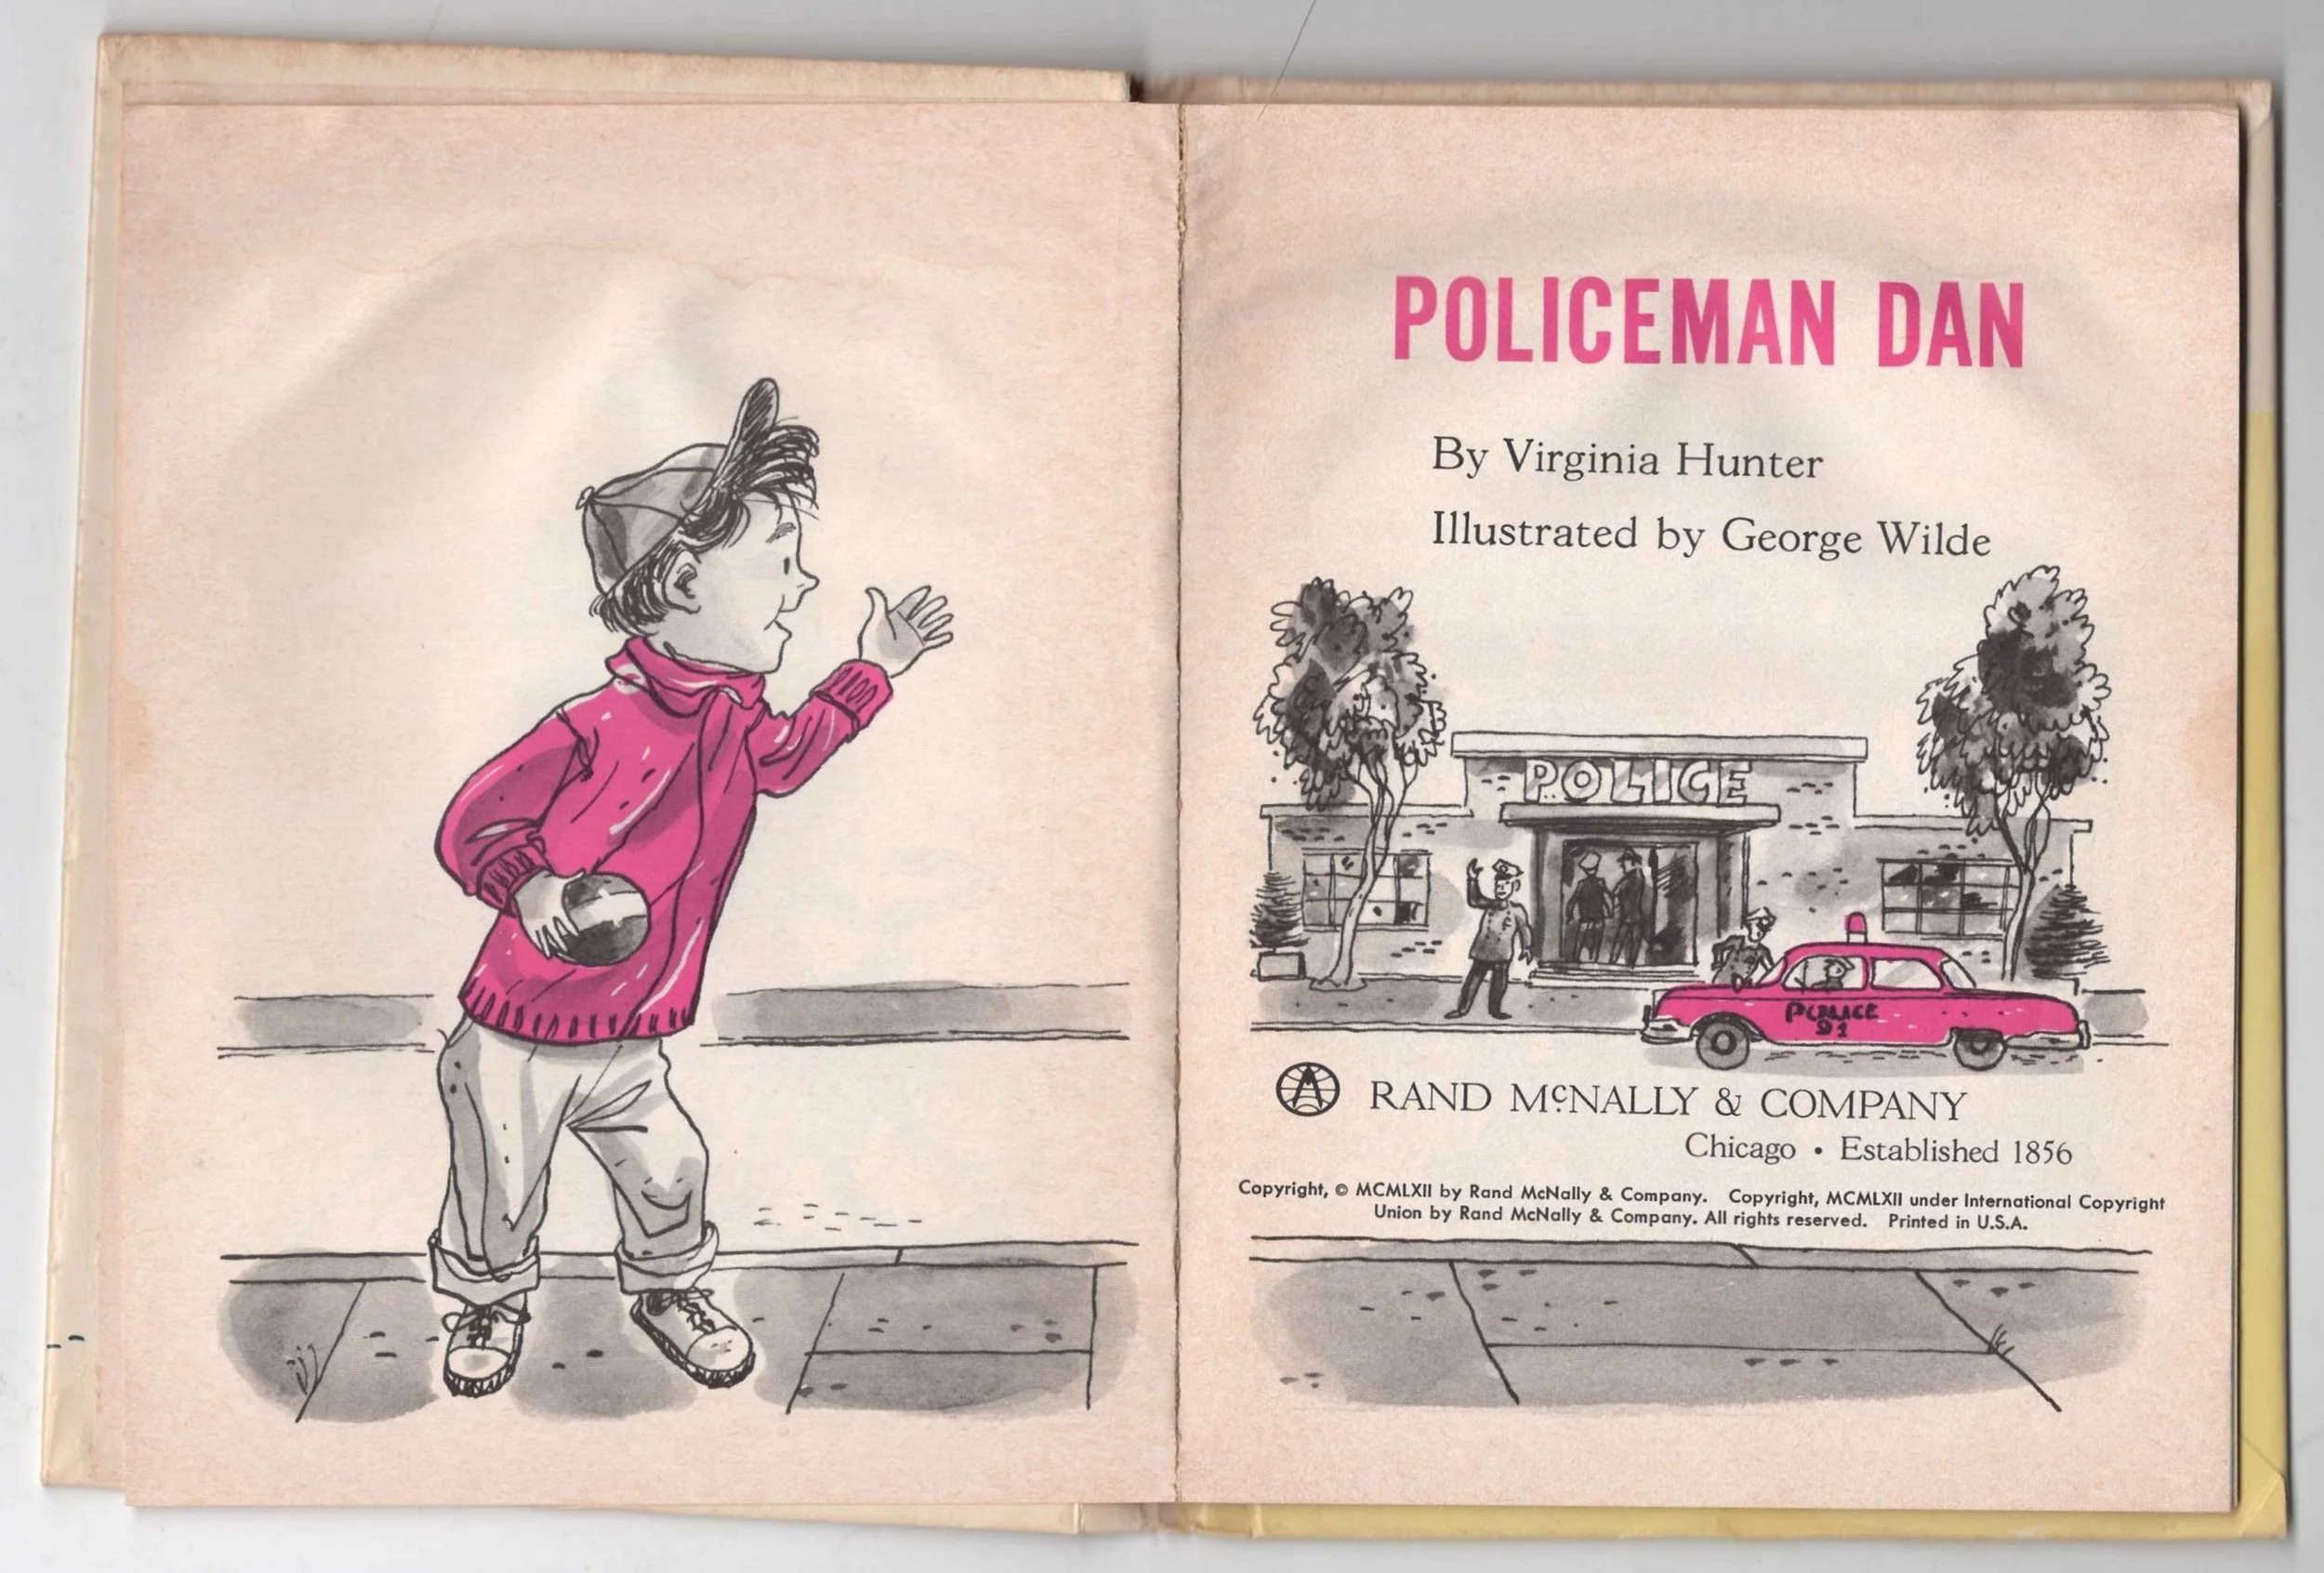 POLICEMAN DAN
By Virginia Hunter
Illustrated by George Wilde
POLICE
POLICE
91
RAND McNALLY & COMPANY
Chicago • Established 1856
Copyright, © MCMLXII by Rand McNally & Company. Copyright, MCMLXII under International Copyright
Union by Rand McNally & Company. All rights reserved. Printed in U.S.A.